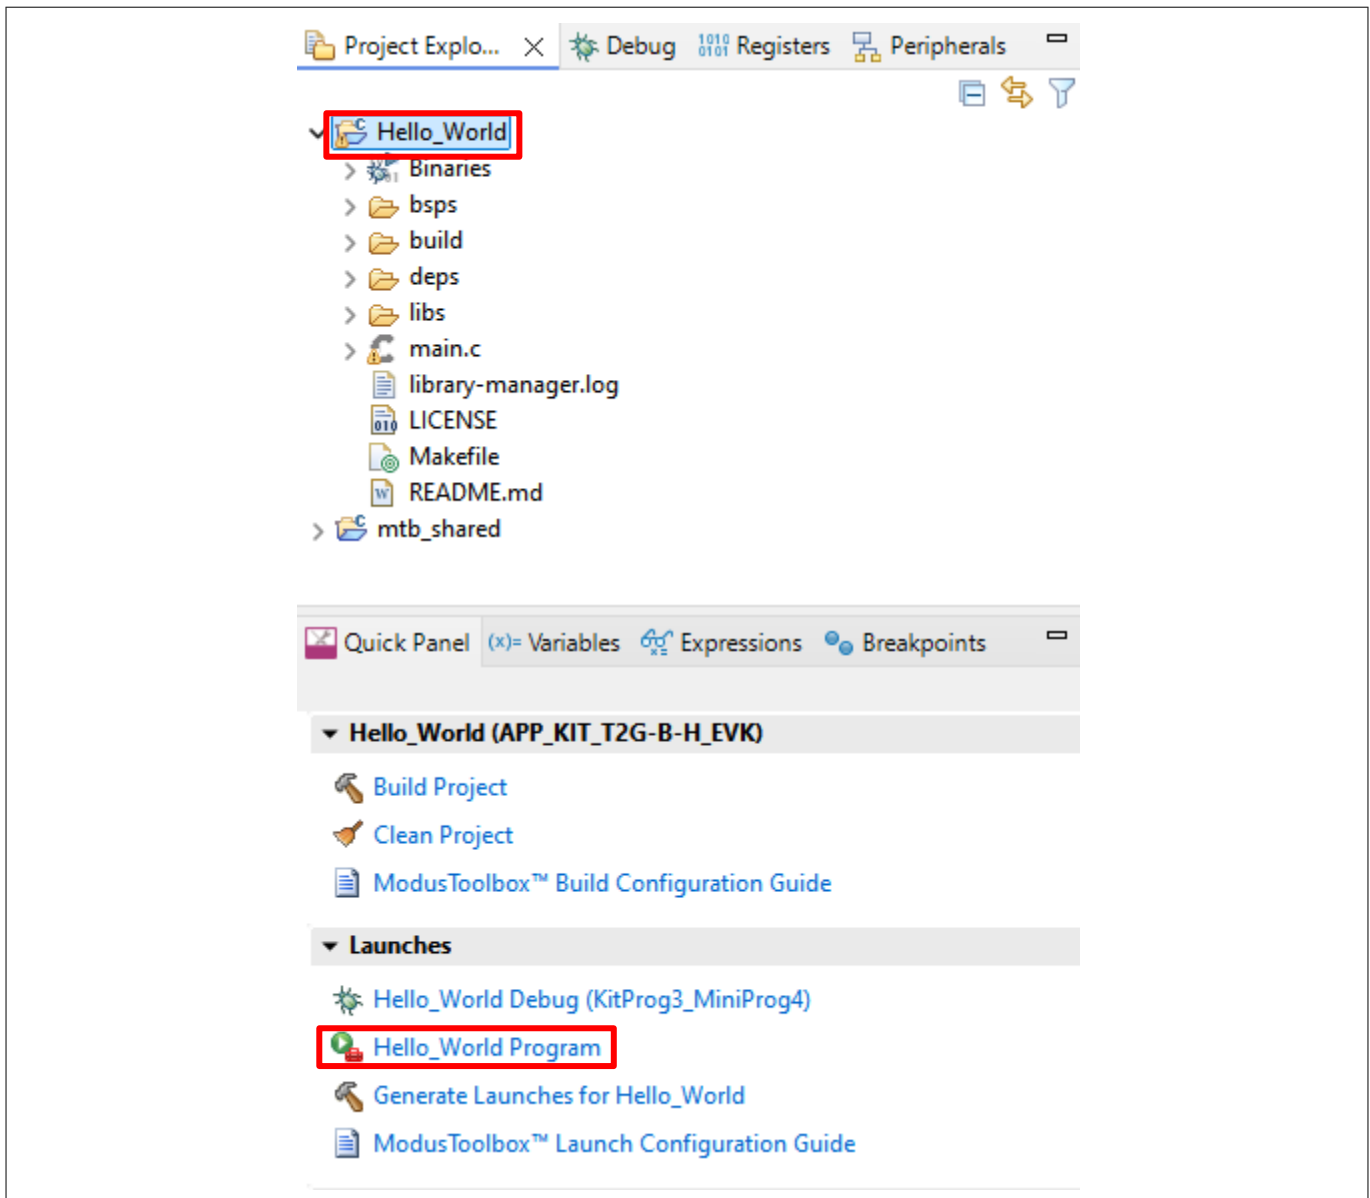 Project Explo... Debug Registers Peripherals
Hello_World
Binaries
bsps
build
deps
libs
main.c
library-manager.log
LICENSE
Makefile
README.md
mtb_shared
Quick Panel (x)= Variables Expressions Breakpoints
Hello_World (APP_KIT_T2G-B-H_EVK)
Build Project
Clean Project
ModusToolbox™ Build Configuration Guide
Launches
Hello_World Debug (KitProg3_MiniProg4)
Hello_World Program
Generate Launches for Hello_World
ModusToolbox™ Launch Configuration Guide